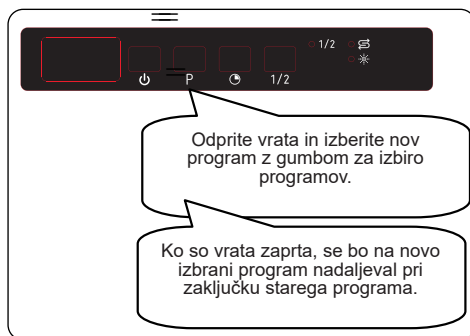 1/2
P
1/2
Odprite vrata in izberite nov
program z gumbom za izbiro
programov.
Ko so vrata zaprta, se bo na novo
izbrani program nadaljeval pri
zaključku starega programa.